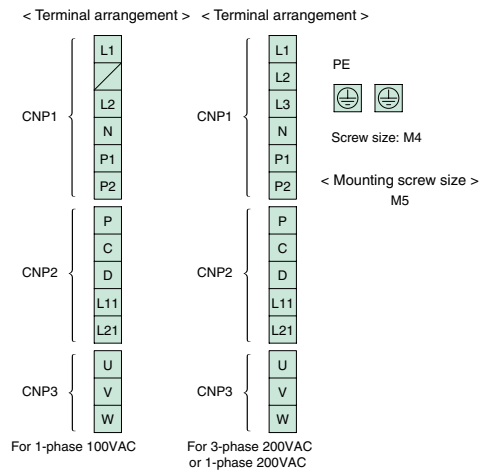 < Terminal arrangement >
L1
L2
N
P1
P2
CNP1
P
C
D
L11
L21
CNP2
U
V
W
CNP3
For 1-phase 100VAC
< Terminal arrangement >
L1
L2
L3
N
P1
P2
CNP1
P
C
D
L11
L21
CNP2
U
V
W
CNP3
For 3-phase 200VAC
or 1-phase 200VAC
PE
Screw size: M4
< Mounting screw size >
M5